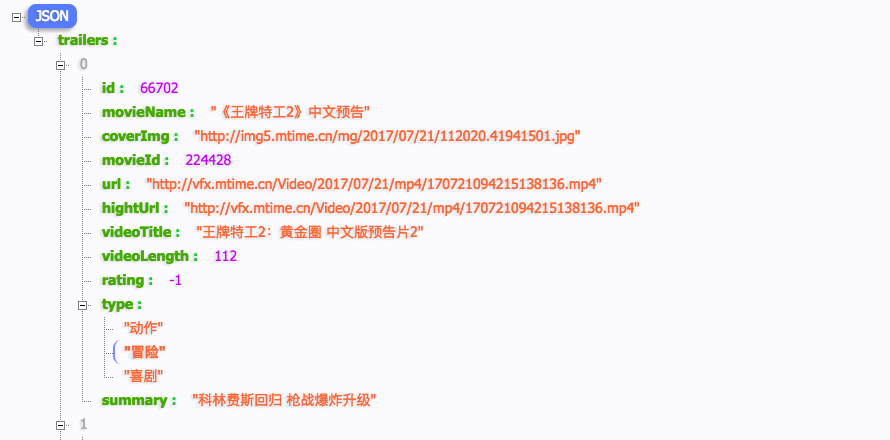 JSON
trailers :
0
id : 66702
movieName : "《王牌特工2》中文预告"
coverImg : "http://img5.mtime.cn/mg/2017/07/21/112020.41941501.jpg"
movieId : 224428
url : "http://vfx.mtime.cn/Video/2017/07/21/mp4/170721094215138136.mp4"
hightUrl : "http://vfx.mtime.cn/Video/2017/07/21/mp4/170721094215138136.mp4"
videoTitle : "王牌特工2：黄金圈 中文版预告片2"
videoLength : 112
rating : -1
type :
"动作"
"冒险"
"喜剧"
summary : "科林费斯回归 枪战爆炸升级"
1